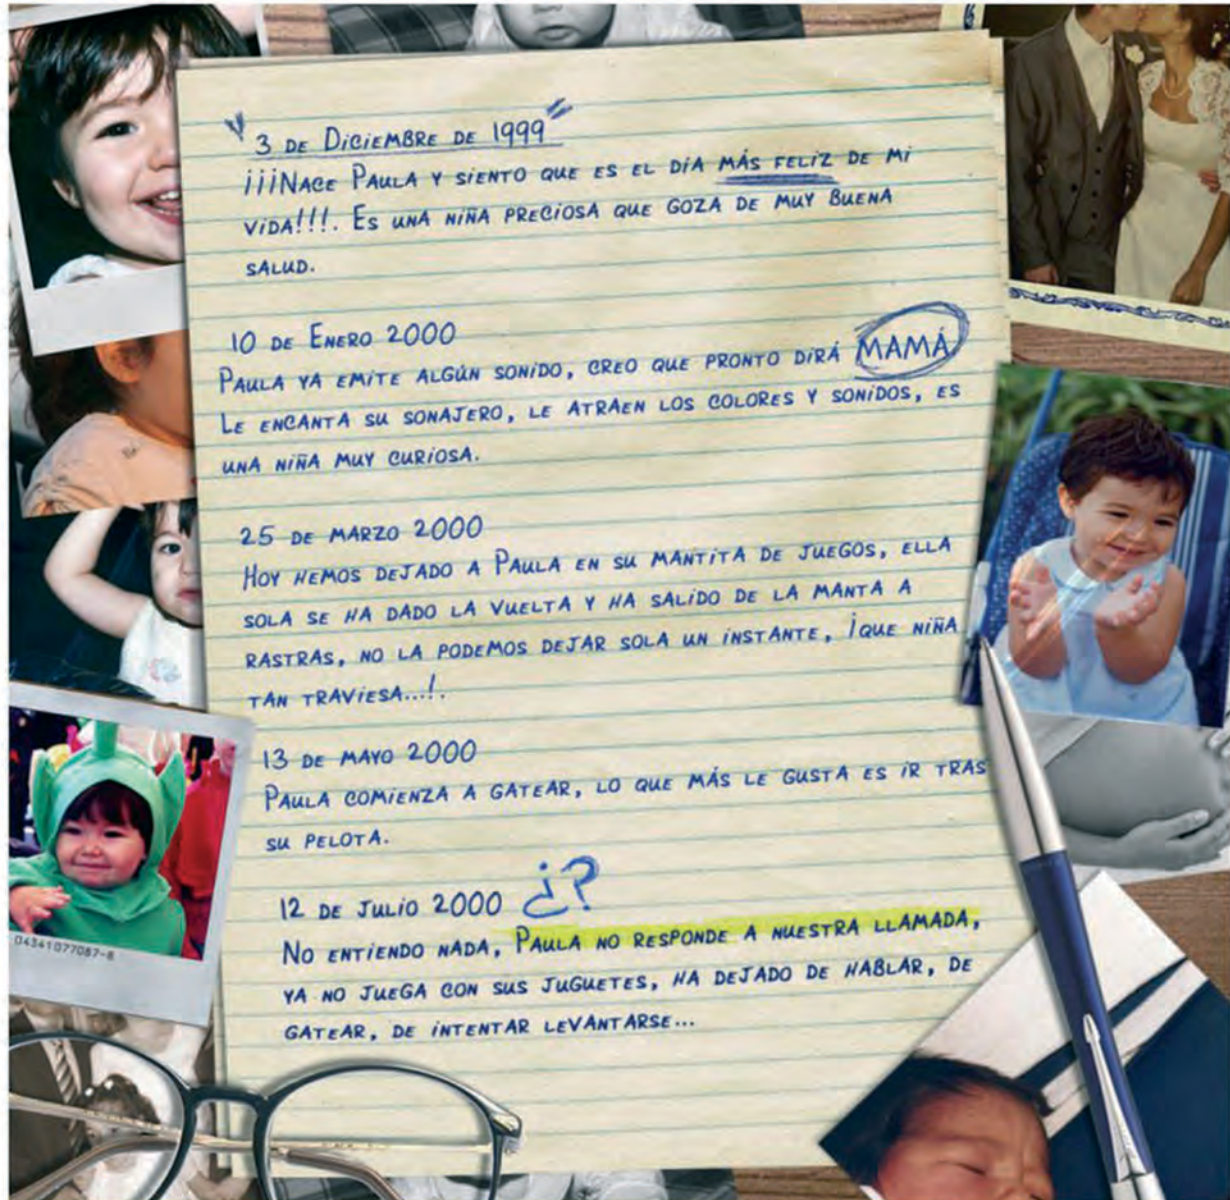 "3 DE DICIEMBRE DE 1999"
¡¡¡NACE PAULA Y SIENTO QUE ES EL DÍA MÁS FELIZ DE MI
VIDA!!!. ES UNA NIÑA PRECIOSA QUE GOZA DE MUY BUENA
SALUD.
10 DE ENERO 2000
PAULA YA EMITE ALGÚN SONIDO, CREO QUE PRONTO DIRÁ MAMÁ
LE ENCANTA SU SONAJERO, LE ATRAEN LOS COLORES Y SONIDOS, ES
UNA NIÑA MUY CURIOSA.
25 DE MARZO 2000
HOY HEMOS DEJADO A PAULA EN SU MANTITA DE JUEGOS, ELLA
SOLA SE HA DADO LA VUELTA Y HA SALIDO DE LA MANTA A
RASTRAS, NO LA PODEMOS DEJAR SOLA UN INSTANTE, ¡QUE NIÑA
TAN TRAVIESA...!.
13 DE MAYO 2000
PAULA COMIENZA A GATEAR, LO QUE MÁS LE GUSTA ES IR TRAS
SU PELOTA.
12 DE JULIO 2000 ¿?
NO ENTIENDO NADA, PAULA NO RESPONDE A NUESTRA LLAMADA,
YA NO JUEGA CON SUS JUGUETES, HA DEJADO DE HABLAR, DE
GATEAR, DE INTENTAR LEVANTARSE...
04341077087-8